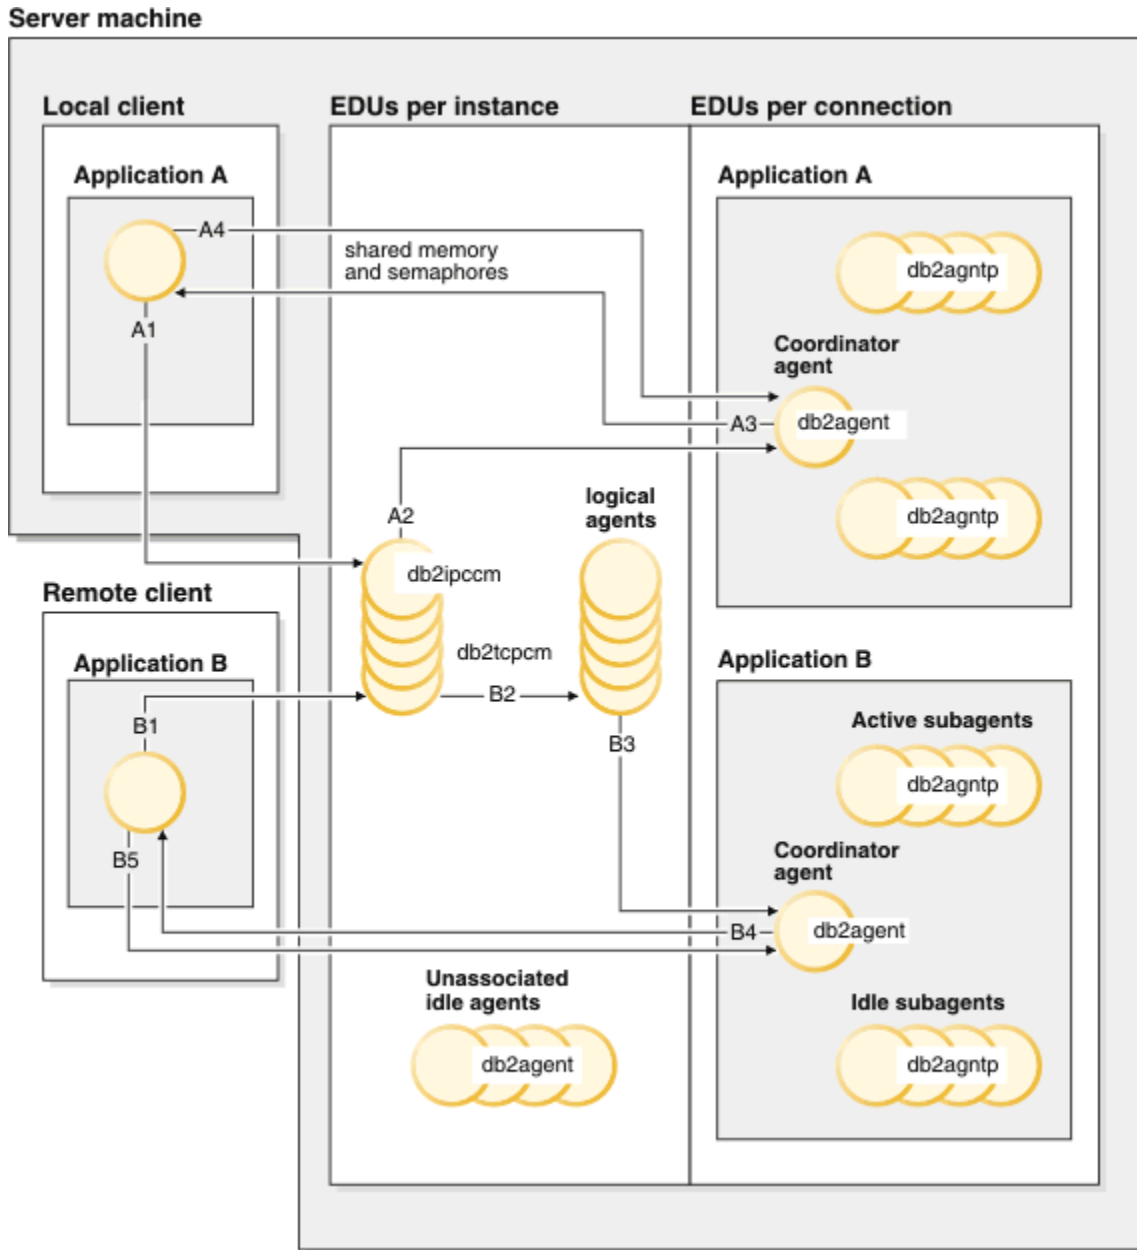 Server machine
Local client
EDUs per instance
EDUs per connection
Application A
Application A
A4
shared memory
and semaphores
db2agntp
A1
Coordinator
agent
A3
db2agent
A2
logical
agents
db2agntp
db2ipccm
Remote client
db2tcpcm
Application B
Application B
B2
B1
B3
Active subagents
db2agntp
B5
Coordinator
agent
B4
db2agent
Unassociated
idle agents
Idle subagents
db2agent
db2agntp